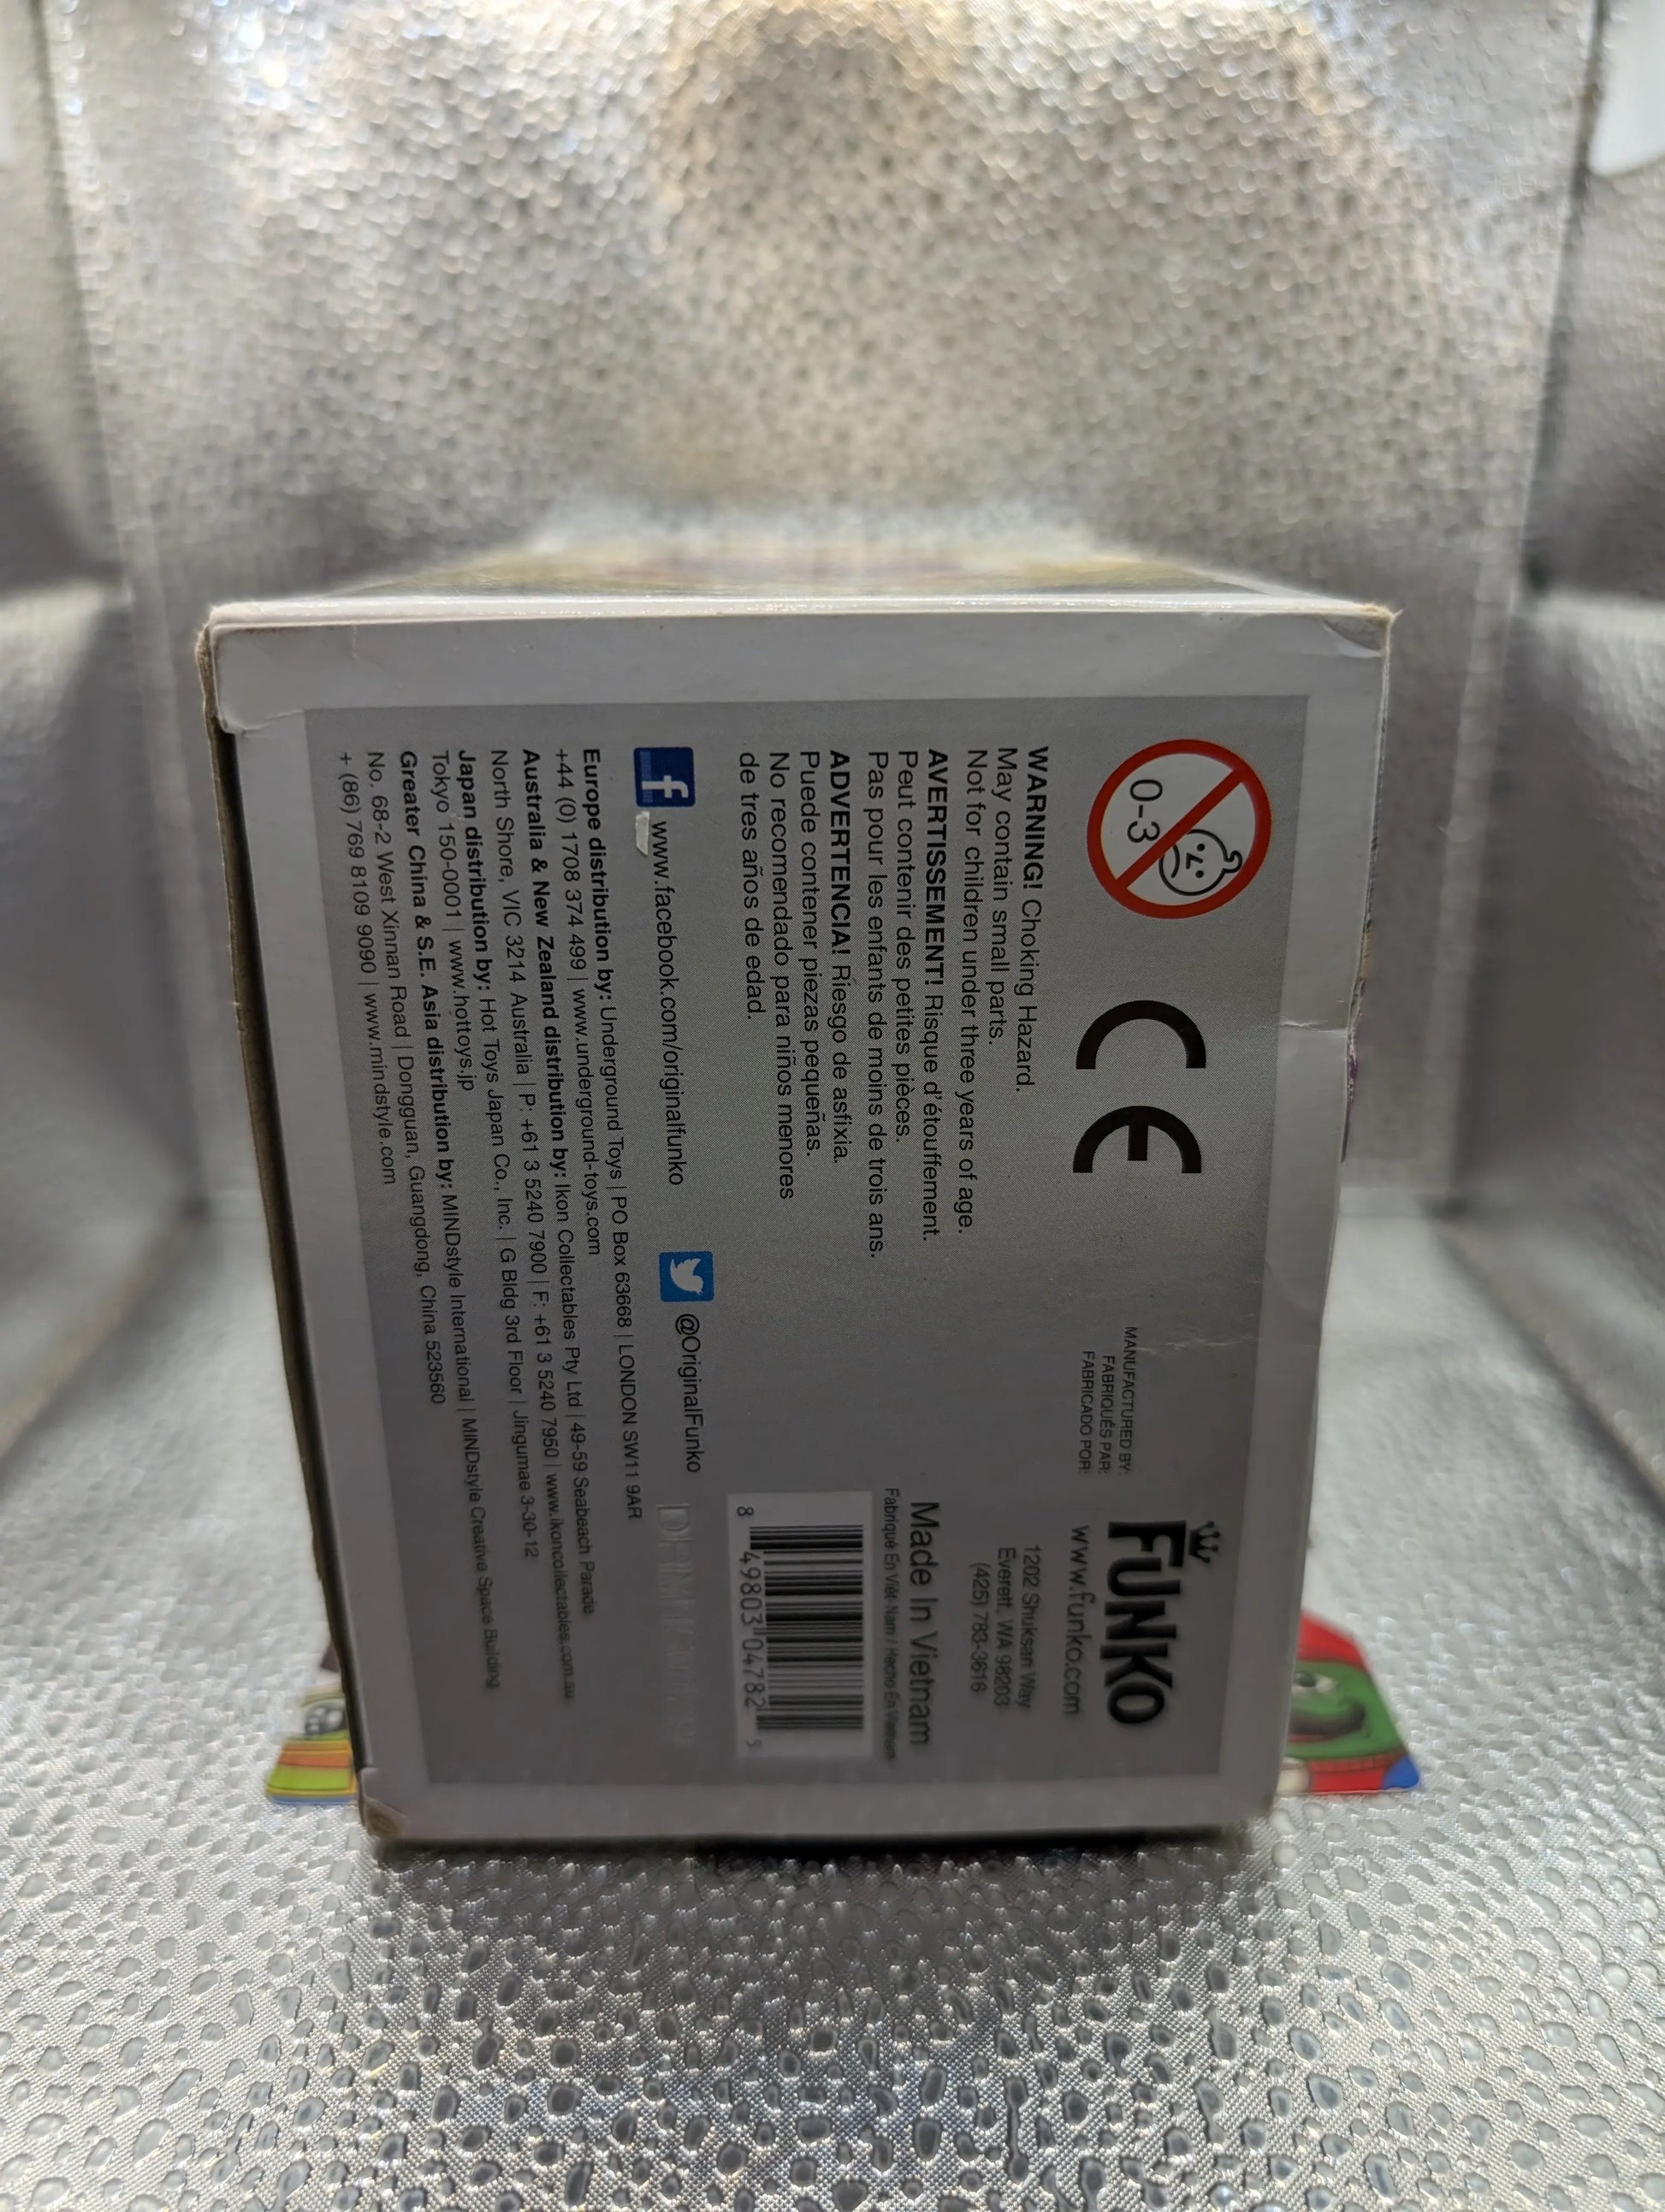 0-3
CE
MANUFACTURED BY:
FABRIQUÉS PAR:
FABRICADO POR:
FUNKO
www.funko.com
1202 Shuksan Way
Everett, WA 98203
(425) 783-3616
WARNING! Choking Hazard.
May contain small parts.
Not for children under three years of age.
AVERTISSEMENT! Risque d'étouffement.
Peut contenir des petites pièces.
Pas pour les enfants de moins de trois ans.
ADVERTENCIA! Riesgo de asfixia.
Puede contener piezas pequeñas.
No recomendado para niños menores
de tres años de edad.
Made In Vietnam
Fabriqué En Viêt-Nam / Hecho En Vietnam
8 49803 04782 5
f www.facebook.com/originalfunko
@OriginalFunko
Europe distribution by: Underground Toys | PO Box 63668 | LONDON SW11 9AR
+44 (0) 1708 374 499 | www.underground-toys.com
Australia & New Zealand distribution by: Ikon Collectables Pty Ltd | 49-59 Seabeach Parade
North Shore, VIC 3214 Australia | P: +61 3 5240 7900 | F: +61 3 5240 7950 | www.ikoncollectables.com.au
Japan distribution by: Hot Toys Japan Co., Inc. | G Bldg 3rd Floor | Jingumae 3-30-12
Tokyo 150-0001 | www.hottoys.jp
Greater China & S.E. Asia distribution by: MINDstyle International | MINDstyle Creative Space Building
No. 68-2 West Xinnan Road | Dongguan, Guangdong, China 523560
+ (86) 769 8109 9090 | www.mindstyle.com